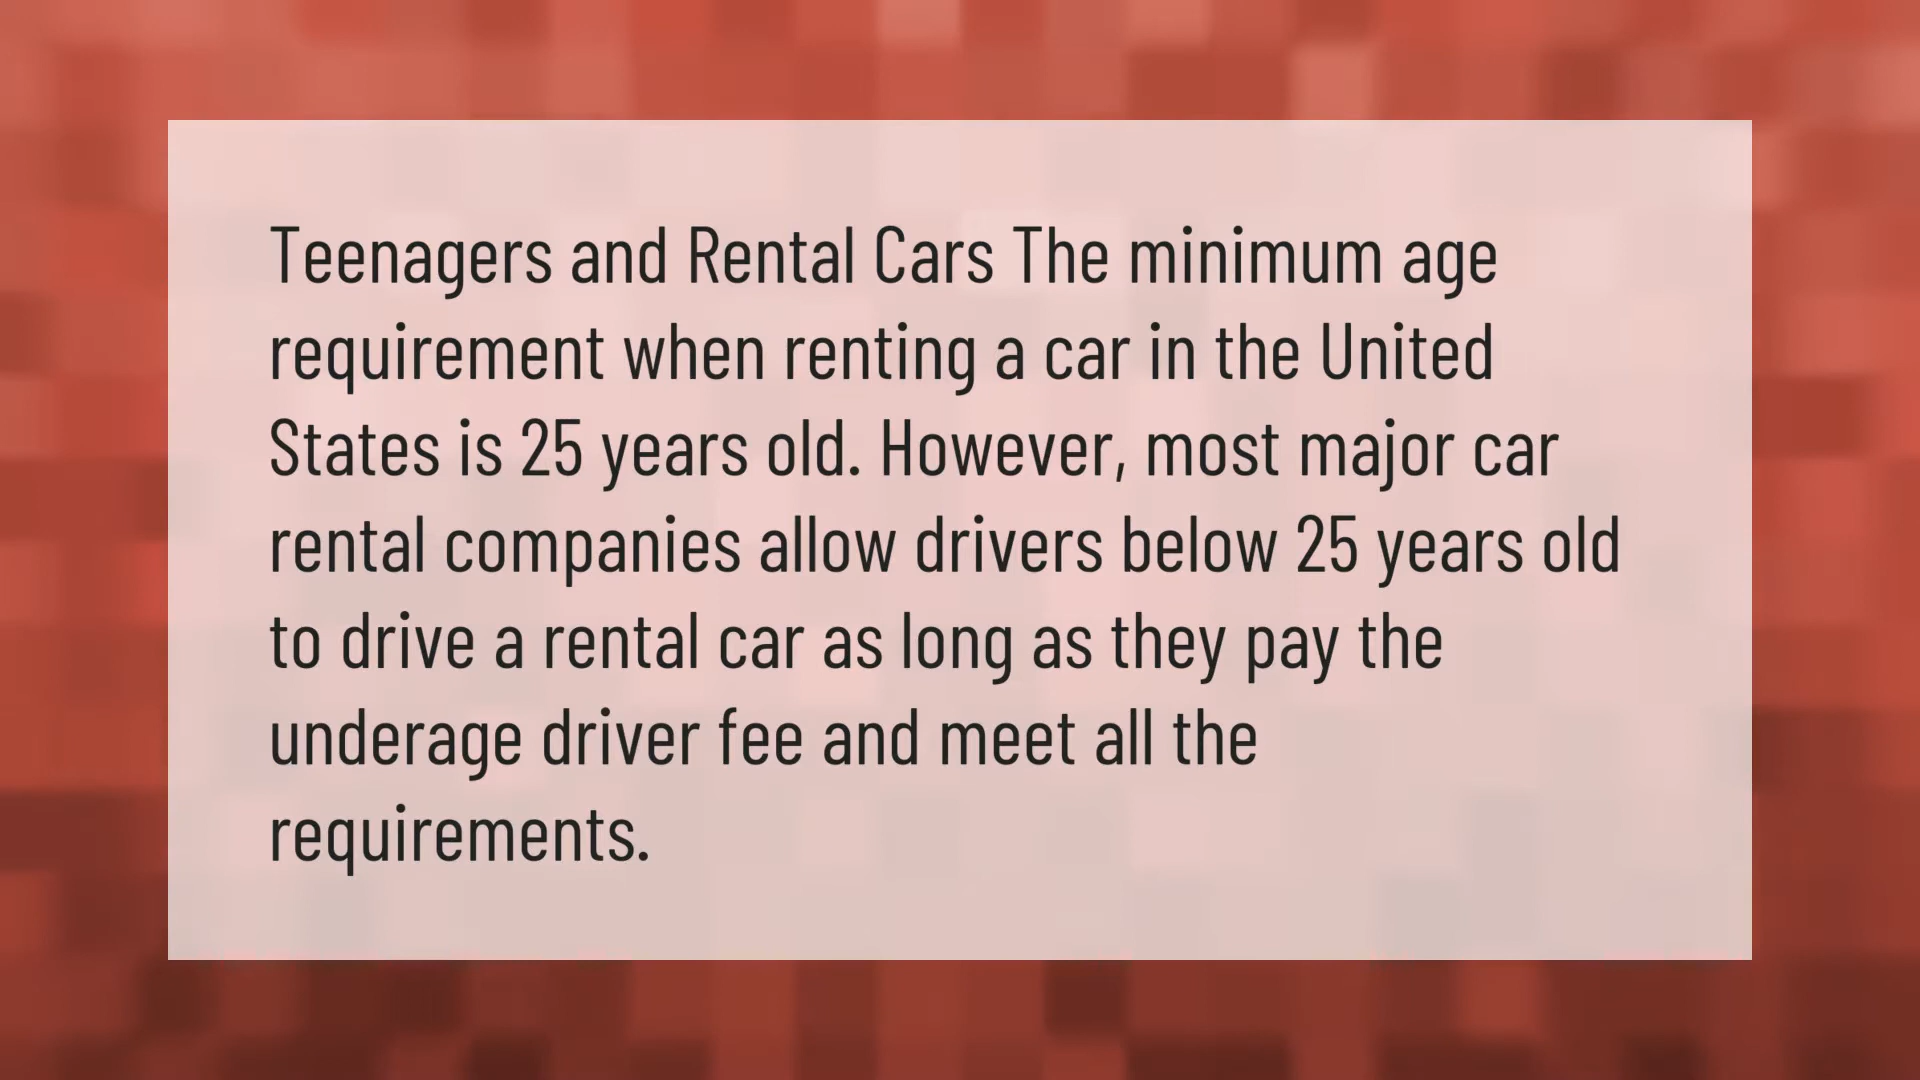 Teenagers and Rental Cars The minimum age
requirement when renting a car in the United
States is 25 years old. However, most major car
rental companies allow drivers below 25 years old
to drive a rental car as long as they pay the
underage driver fee and meet all the
requirements.